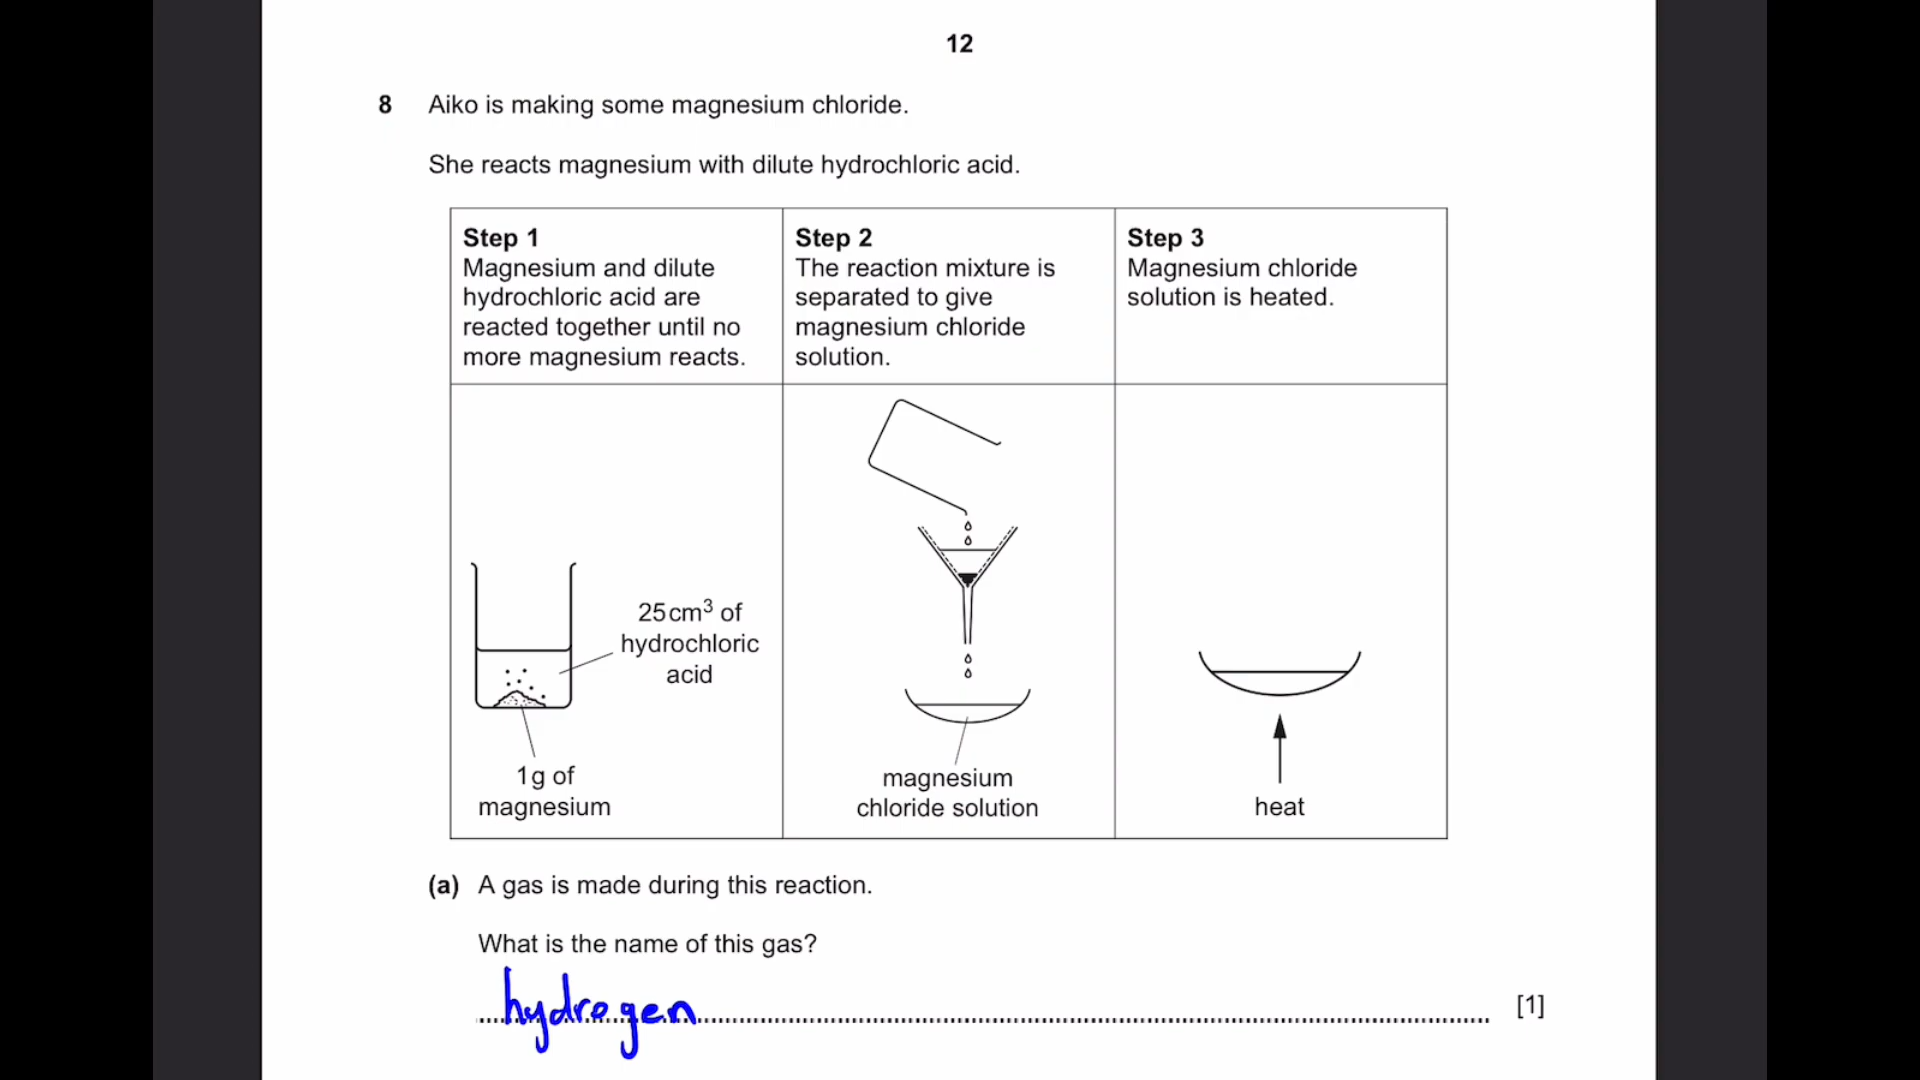 12
8 Aiko is making some magnesium chloride.
She reacts magnesium with dilute hydrochloric acid.
Step 1
Magnesium and dilute
hydrochloric acid are
reacted together until no
more magnesium reacts.
Step 2
The reaction mixture is
separated to give
magnesium chloride
solution.
Step 3
Magnesium chloride
solution is heated.
25 cm³ of
hydrochloric
acid
1 g of
magnesium
magnesium
chloride solution
heat
(a) A gas is made during this reaction.
What is the name of this gas?
hydrogen [1]